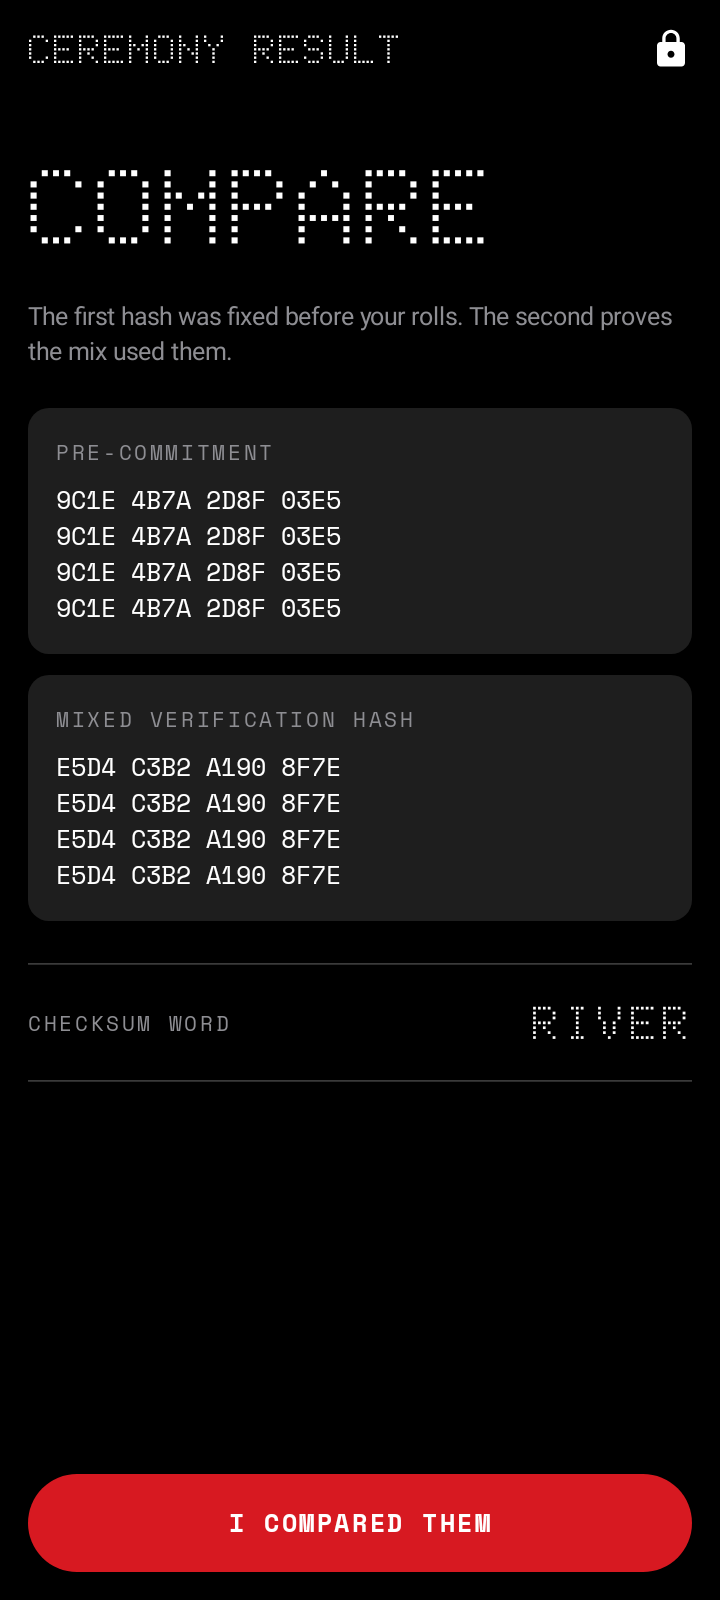 CEREMONY RESULT
COMPARE
The first hash was fixed before your rolls. The second proves
the mix used them.
PRE-COMMITMENT
9C1E 4B7A 2D8F 03E5
9C1E 4B7A 2D8F 03E5
9C1E 4B7A 2D8F 03E5
9C1E 4B7A 2D8F 03E5
MIXED VERIFICATION HASH
E5D4 C3B2 A190 8F7E
E5D4 C3B2 A190 8F7E
E5D4 C3B2 A190 8F7E
E5D4 C3B2 A190 8F7E
CHECKSUM WORD
RIVER
I COMPARED THEM